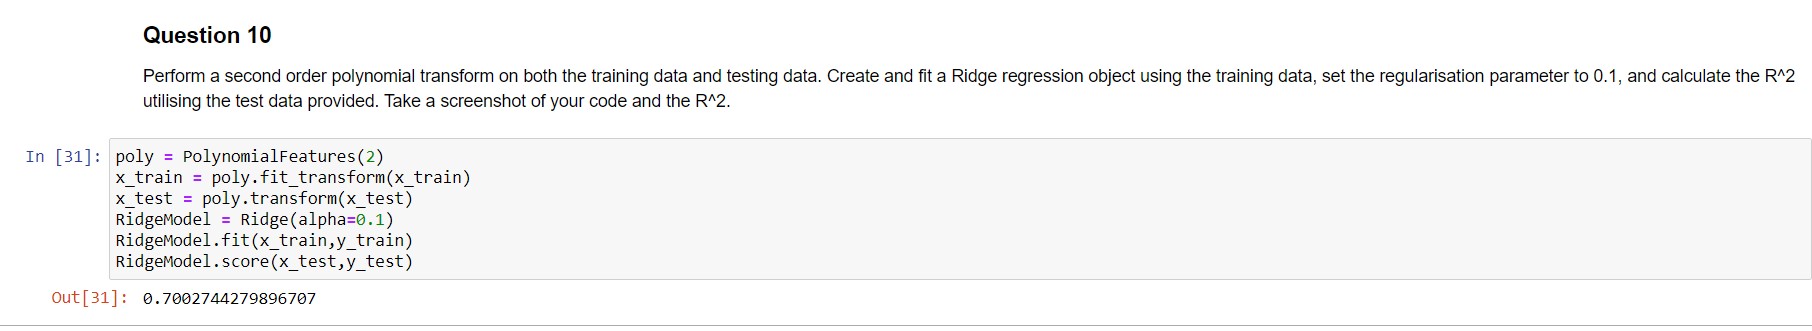 Question 10
Perform a second order polynomial transform on both the training data and testing data. Create and fit a Ridge regression object using the training data, set the regularisation parameter to 0.1, and calculate the R^2
utilising the test data provided. Take a screenshot of your code and the R^2.
In [31]: poly = PolynomialFeatures(2)
x_train = poly.fit_transform(x_train)
x_test = poly.transform(x_test)
RidgeModel = Ridge(alpha=0.1)
RidgeModel.fit(x_train,y_train)
RidgeModel.score(x_test,y_test)
Out[31]: 0.7002744279896707